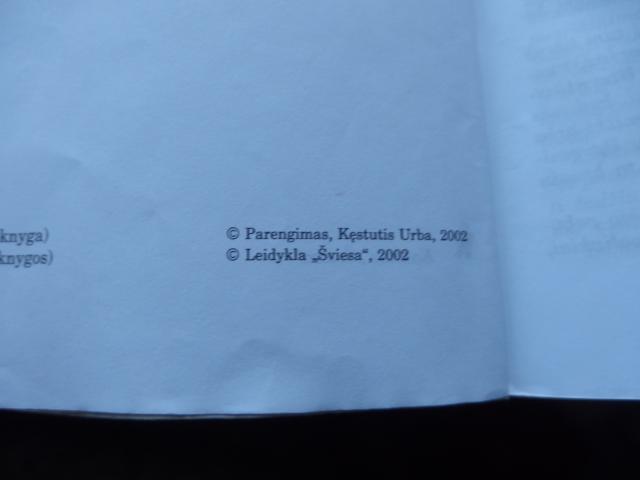 knyga)
knygos)
© Parengimas, Kęstutis Urba, 2002
© Leidykla „Šviesa“, 2002